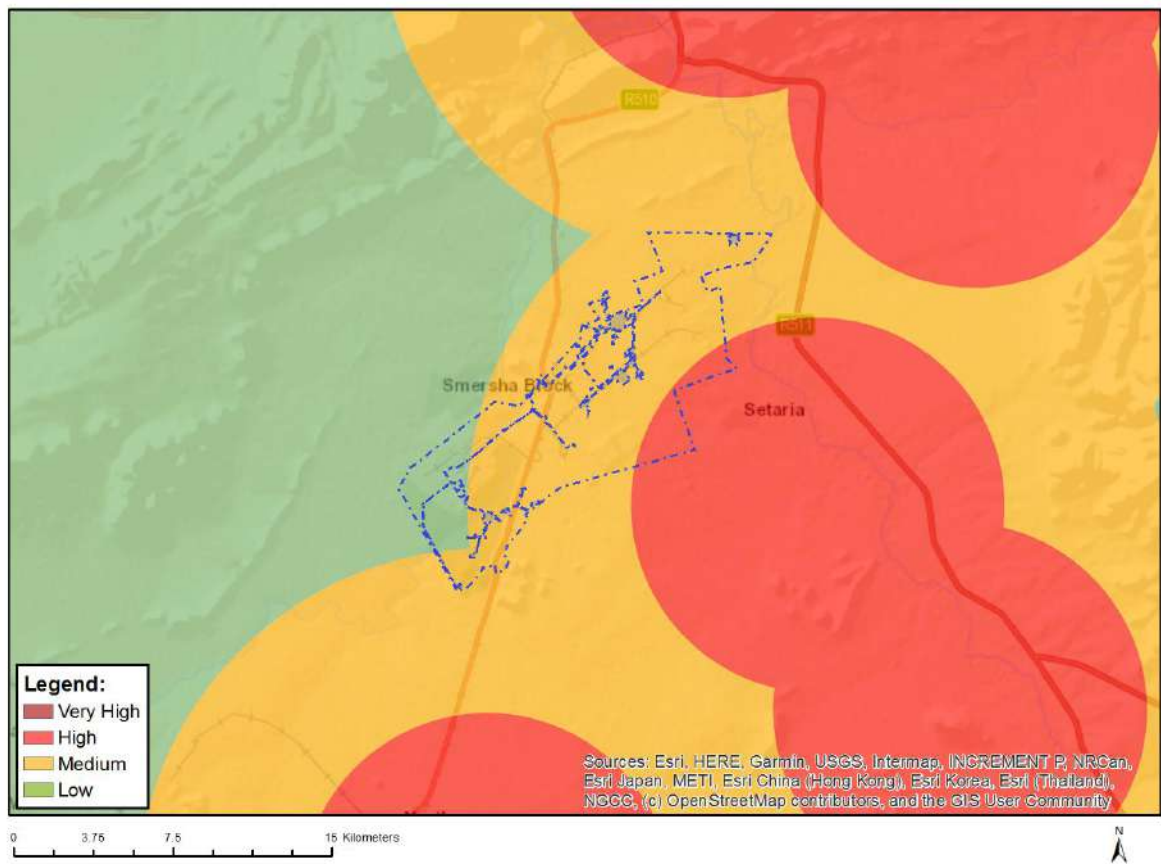 R510
R511
Smersha Block
Setaria
Legend:
Very High
High
Medium
Low
Sources: Esri, HERE, Garmin, USGS, Intermap, INCREMENT P, NRCan,
Esri Japan, METI, Esri China (Hong Kong), Esri Korea, Esri (Thailand),
NGCC, (c) OpenStreetMap contributors, and the GIS User Community
0 3.75 7.5 15 Kilometers
N